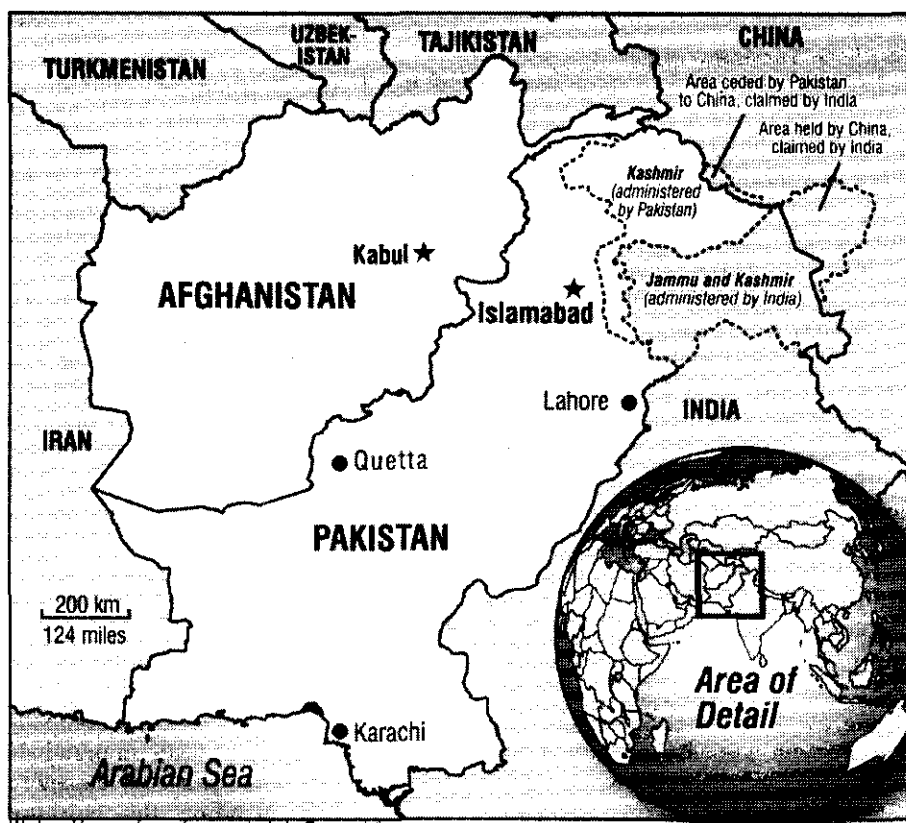 UZBEK-
ISTAN
TAJIKISTAN
CHINA
TURKMENISTAN
Area ceded by Pakistan
to China, claimed by India
Area held by China,
claimed by India
Kashmir
(administered
by Pakistan)
Kabul
AFGHANISTAN
Jammu and Kashmir
(administered by India)
Islamabad
Lahore
INDIA
IRAN
Quetta
PAKISTAN
200 km
124 miles
Area of
Detail
Karachi
Arabian Sea